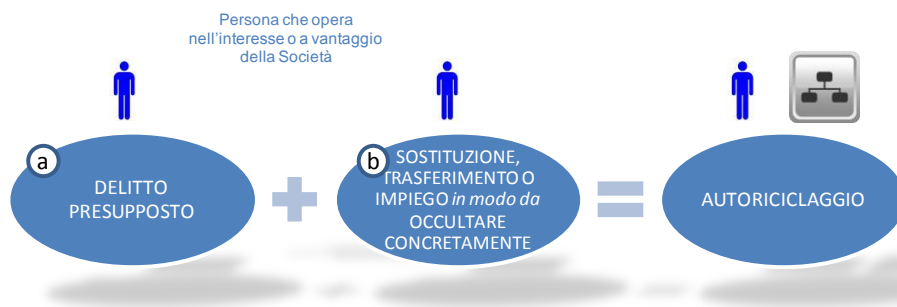 Persona che opera
nell'interesse o a vantaggio
della Società
a
DELITTO
PRESUPPOSTO
b
SOSTITUZIONE,
TRASFERIMENTO O
IMPIEGO in modo da
OCCULTARE
CONCRETAMENTE
AUTORICICLAGGIO